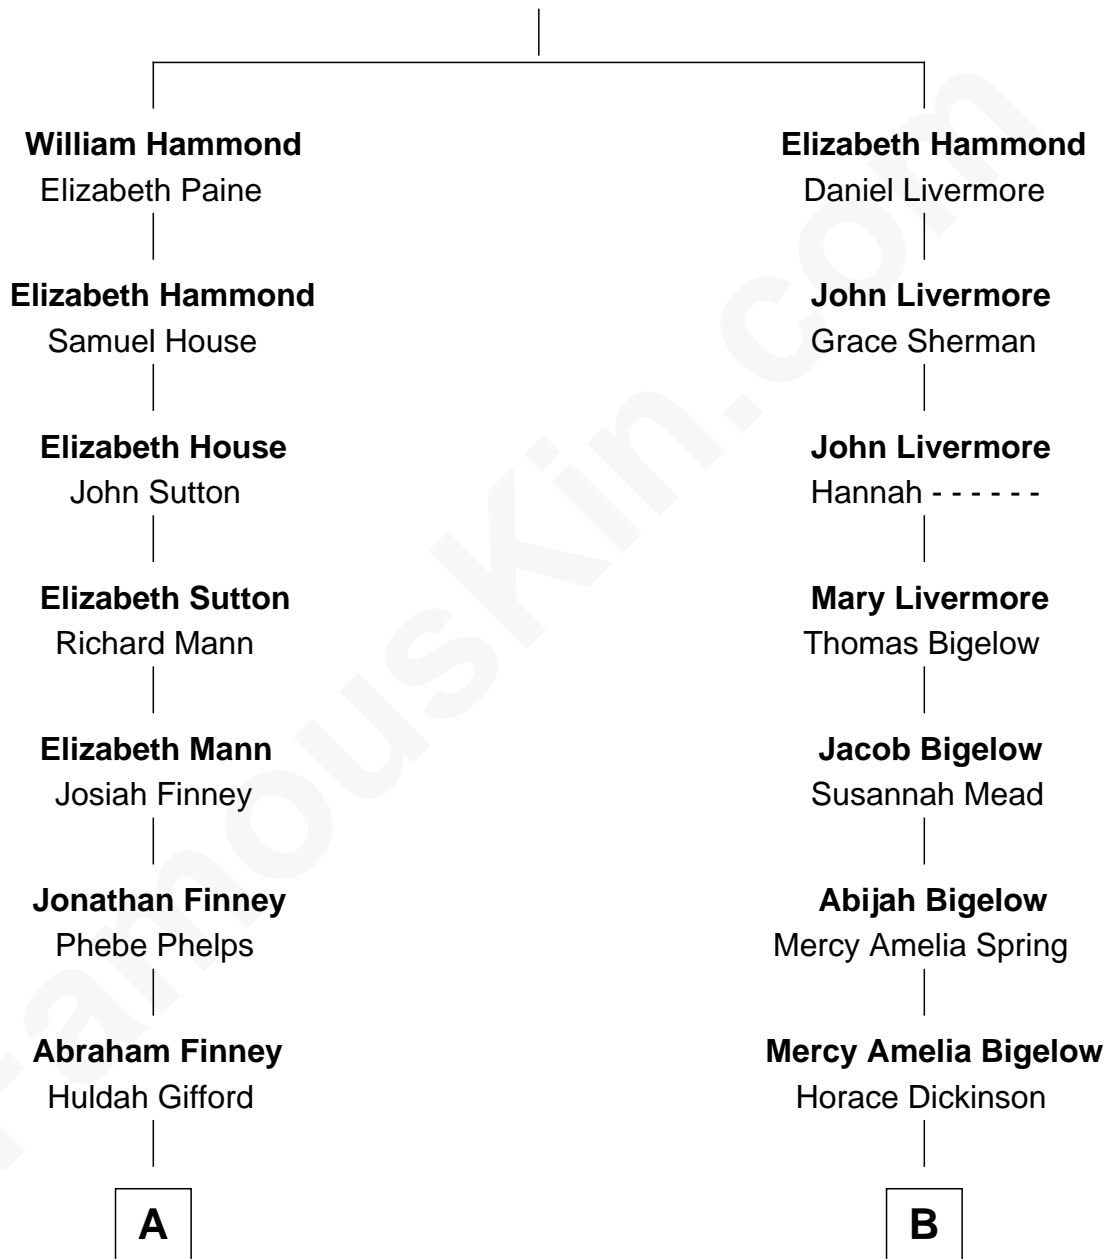 William Hammond
Elizabeth Paine
Elizabeth Hammond
Samuel House
Elizabeth House
John Sutton
Elizabeth Sutton
Richard Mann
Elizabeth Mann
Josiah Finney
Jonathan Finney
Phebe Phelps
Abraham Finney
Huldah Gifford
A
Elizabeth Hammond
Daniel Livermore
John Livermore
Grace Sherman
John Livermore
Hannah - - - - - -
Mary Livermore
Thomas Bigelow
Jacob Bigelow
Susannah Mead
Abijah Bigelow
Mercy Amelia Spring
Mercy Amelia Bigelow
Horace Dickinson
B
FamousKin.com